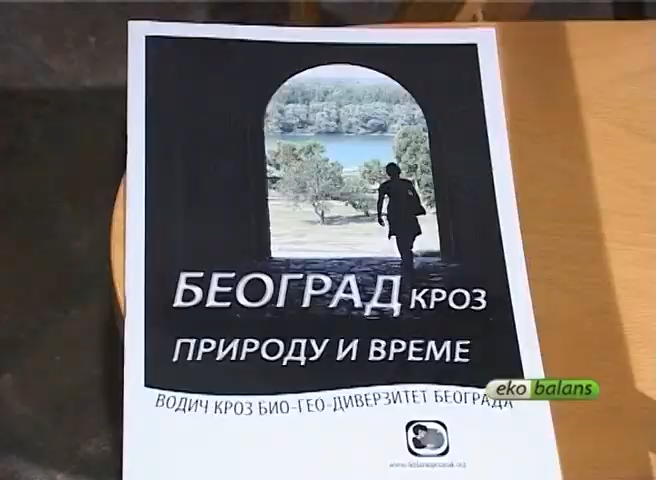 БЕОГРАД КРОЗ
ПРИРОДУ И ВРЕМЕ
ВОДИЧ КРОЗ БИО-ГЕО-ДИВЕРЗИТЕТ БЕОГРАДА
eko balans